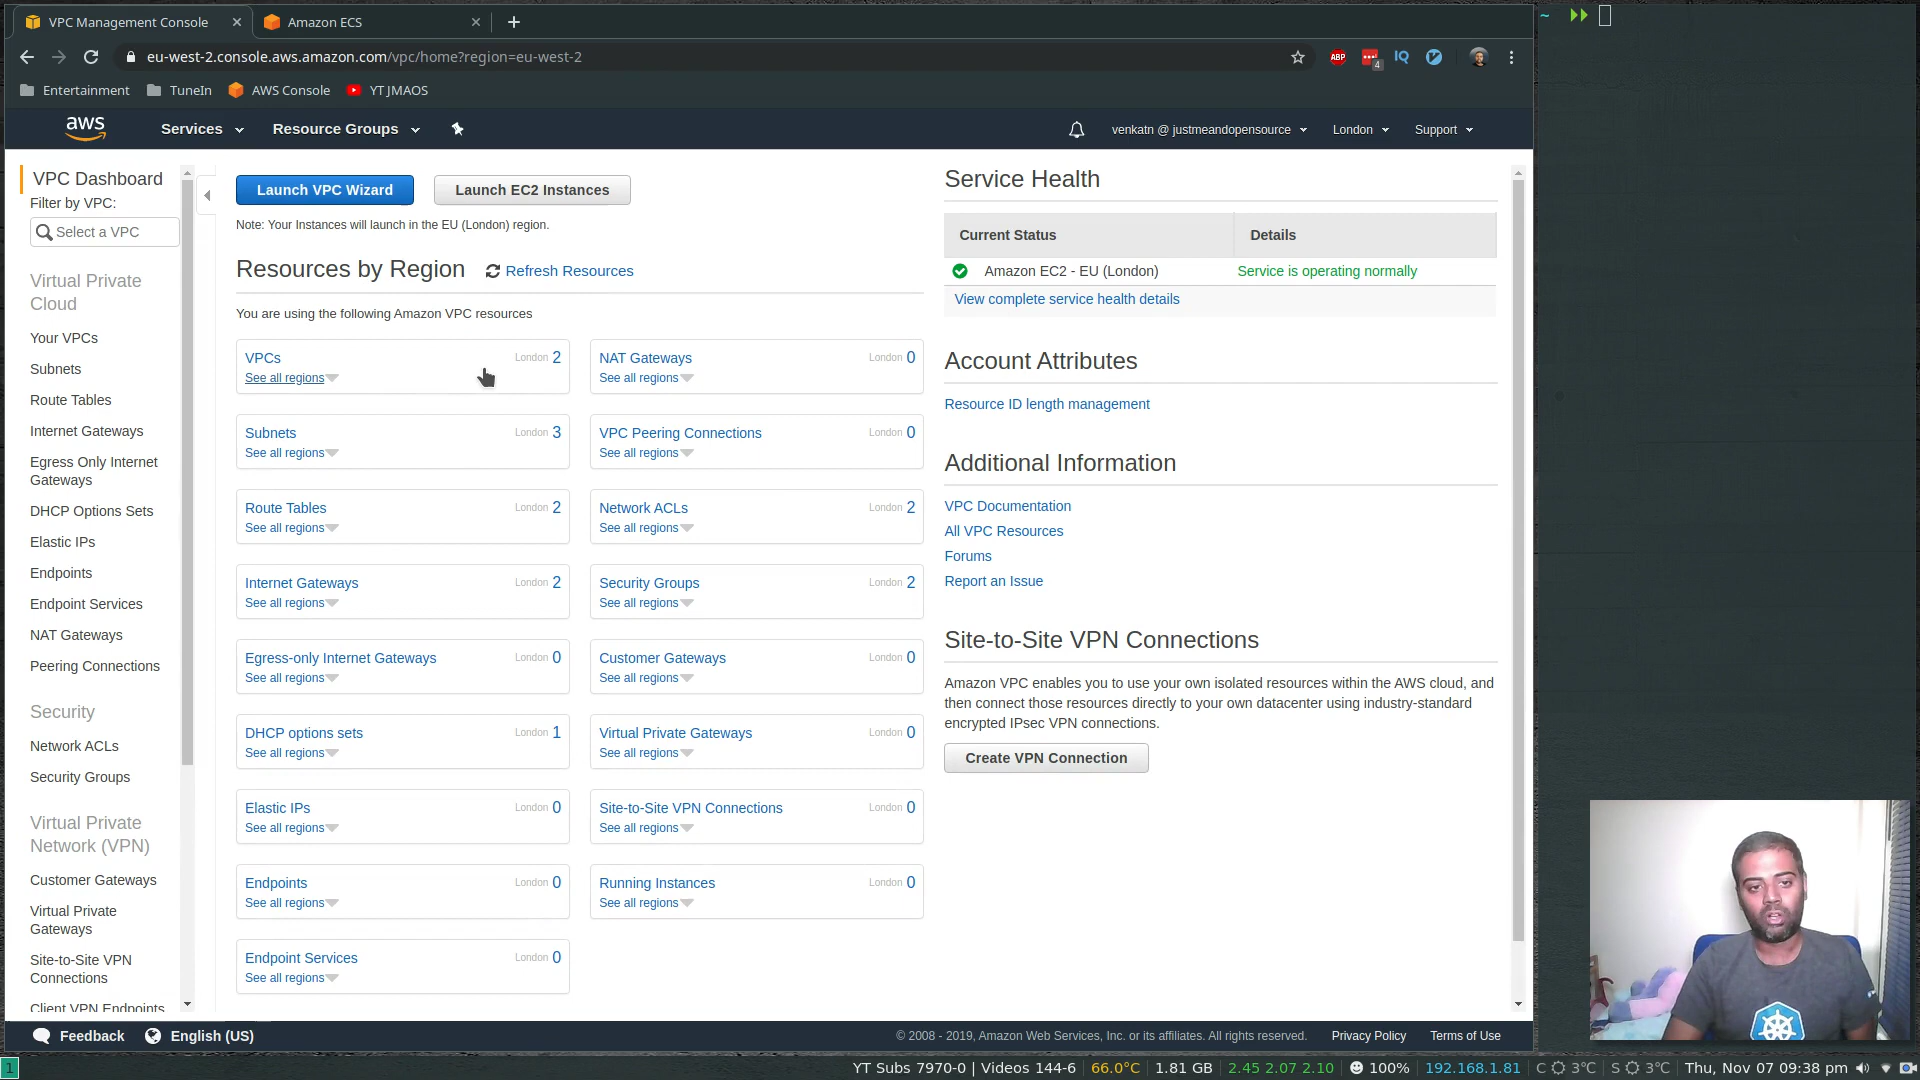 VPC Management Console
Amazon ECS
~
eu-west-2.console.aws.amazon.com/vpc/home?region=eu-west-2
ABP
4
IQ
Entertainment
TuneIn
AWS Console
YT JMAOS
aws
Services
Resource Groups
venkatn @ justmeandopensource
London
Support
VPC Dashboard
Filter by VPC:
Select a VPC
Virtual Private
Cloud
Your VPCs
Subnets
Route Tables
Internet Gateways
Egress Only Internet
Gateways
DHCP Options Sets
Elastic IPs
Endpoints
Endpoint Services
NAT Gateways
Peering Connections
Security
Network ACLs
Security Groups
Virtual Private
Network (VPN)
Customer Gateways
Virtual Private
Gateways
Site-to-Site VPN
Connections
Client VPN Endpoints
Launch VPC Wizard
Launch EC2 Instances
Note: Your Instances will launch in the EU (London) region.
Resources by Region
Refresh Resources
You are using the following Amazon VPC resources
VPCs London 2
See all regions
NAT Gateways London 0
See all regions
Subnets London 3
See all regions
VPC Peering Connections London 0
See all regions
Route Tables London 2
See all regions
Network ACLs London 2
See all regions
Internet Gateways London 2
See all regions
Security Groups London 2
See all regions
Egress-only Internet Gateways London 0
See all regions
Customer Gateways London 0
See all regions
DHCP options sets London 1
See all regions
Virtual Private Gateways London 0
See all regions
Elastic IPs London 0
See all regions
Site-to-Site VPN Connections London 0
See all regions
Endpoints London 0
See all regions
Running Instances London 0
See all regions
Endpoint Services London 0
See all regions
Service Health
Current Status Details
Amazon EC2 - EU (London) Service is operating normally
View complete service health details
Account Attributes
Resource ID length management
Additional Information
VPC Documentation
All VPC Resources
Forums
Report an Issue
Site-to-Site VPN Connections
Amazon VPC enables you to use your own isolated resources within the AWS cloud, and
then connect those resources directly to your own datacenter using industry-standard
encrypted IPsec VPN connections.
Create VPN Connection
Feedback
English (US)
© 2008 - 2019, Amazon Web Services, Inc. or its affiliates. All rights reserved.
Privacy Policy
Terms of Use
1
YT Subs 7970-0 | Videos 144-6 | 66.0°C | 1.81 GB | 2.45 2.07 2.10 | 100% | 192.168.1.81 | C 3°C | S 3°C | Thu, Nov 07 09:38 pm